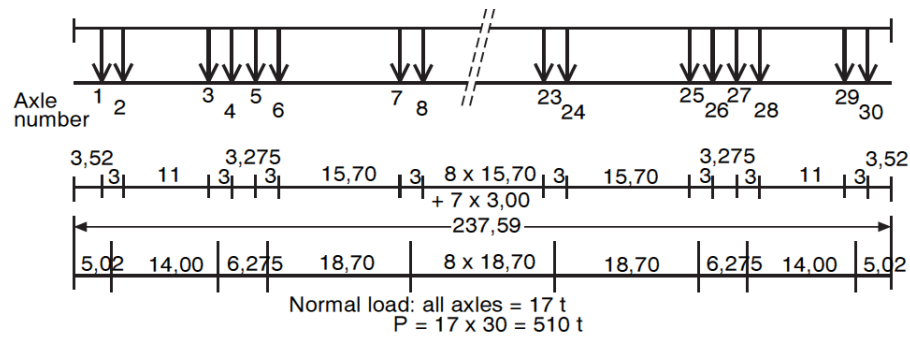 Axle
number
1 2 3 4 5 6 7 8 23 24 25 26 27 28 29 30
3,52 3 11 3 3,275 3 15,70 3 8 x 15,70 3 15,70 3 3,275 3 11 3 3,52
+ 7 x 3,00
237,59
5,02 14,00 6,275 18,70 8 x 18,70 18,70 6,275 14,00 5,02
Normal load: all axles = 17 t
P = 17 x 30 = 510 t